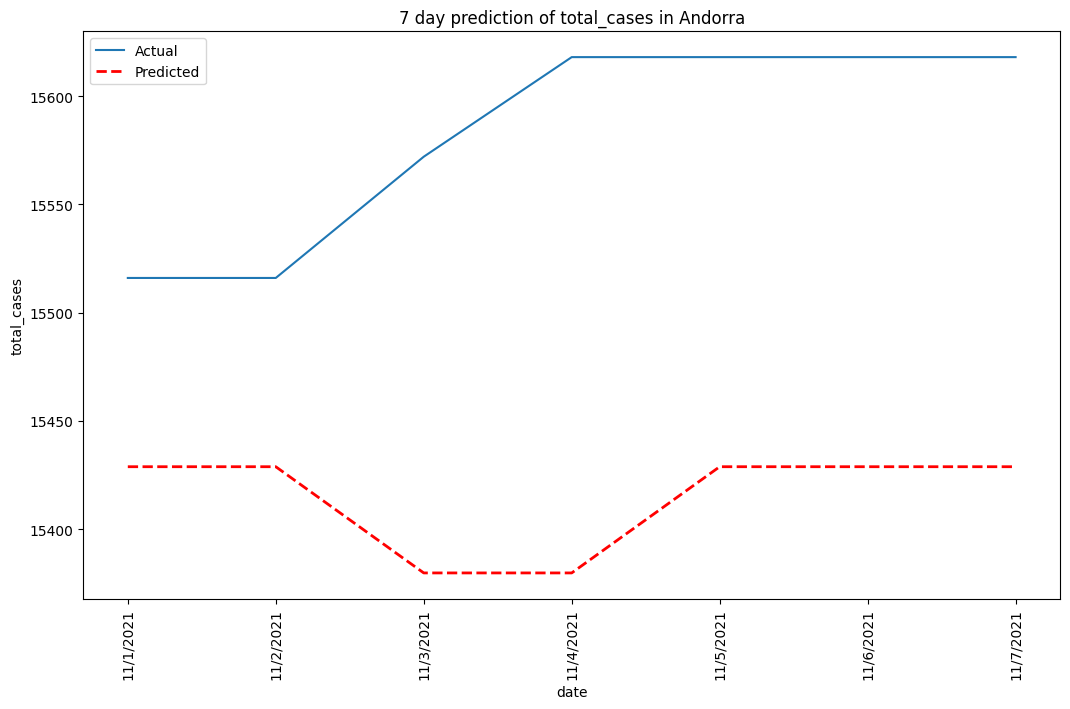 7 day prediction of total_cases in Andorra
Actual
Predicted
15600
15550
15500
15450
15400
total_cases
11/1/2021
11/2/2021
11/3/2021
11/4/2021
11/5/2021
11/6/2021
11/7/2021
date